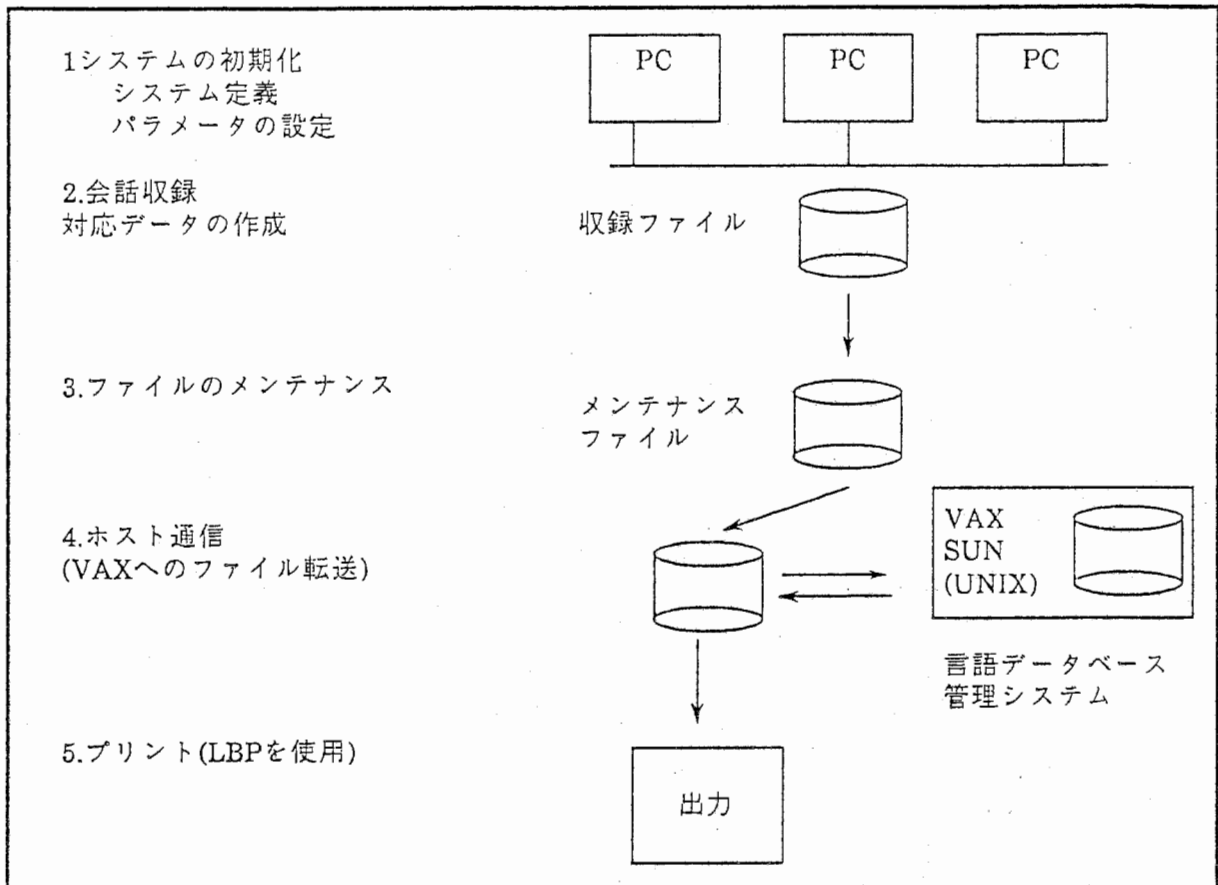 1システムの初期化
システム定義
パラメータの設定
PC
PC
PC
2.会話収録
対応データの作成
収録ファイル
3.ファイルのメンテナンス
メンテナンス
ファイル
4.ホスト通信
(VAXへのファイル転送)
VAX
SUN
(UNIX)
言語データベース
管理システム
5.プリント(LBPを使用)
出力